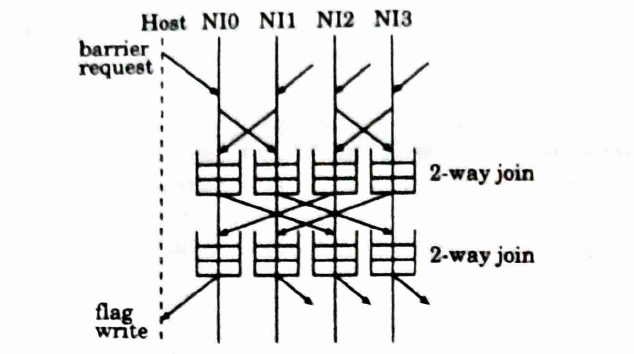 Host NI0 NI1 NI2 NI3
barrier
request
2-way join
2-way join
flag
write